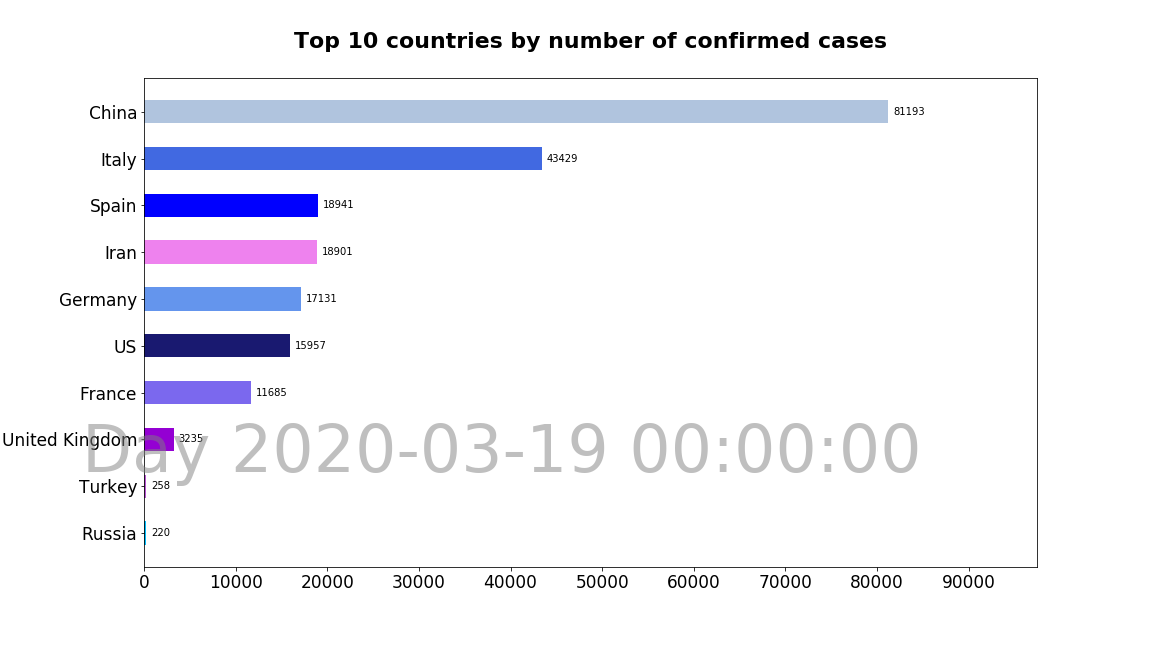 Top 10 countries by number of confirmed cases
China 81193
Italy 43429
Spain 18941
Iran 18901
Germany 17131
US 15957
France 11685
United Kingdom 3235
Day 2020-03-19 00:00:00
Turkey 258
Russia 220
0 10000 20000 30000 40000 50000 60000 70000 80000 90000